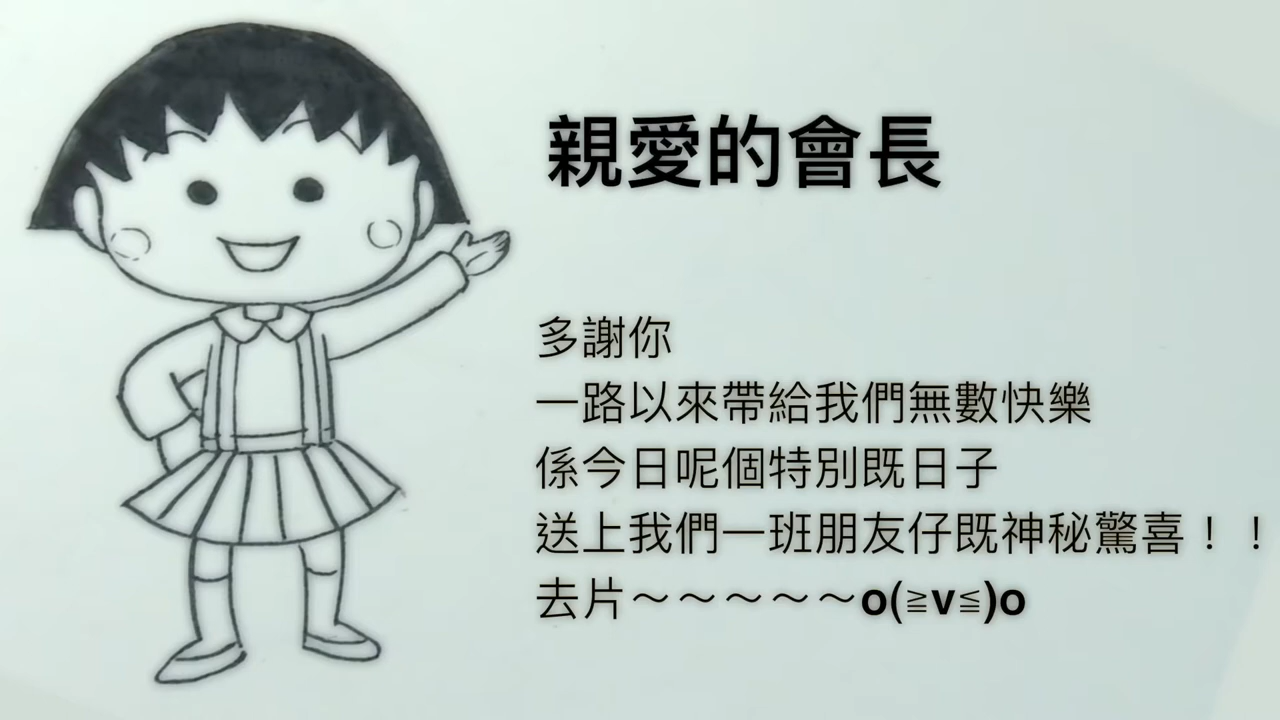 親愛的會長
多謝你
一路以來帶給我們無數快樂
係今日呢個特別既日子
送上我們一班朋友仔既神秘驚喜！！
去片～～～～～o(≧v≦)o